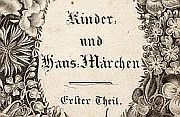 Kinder-
und
Haus-Märchen
Erster Theil.